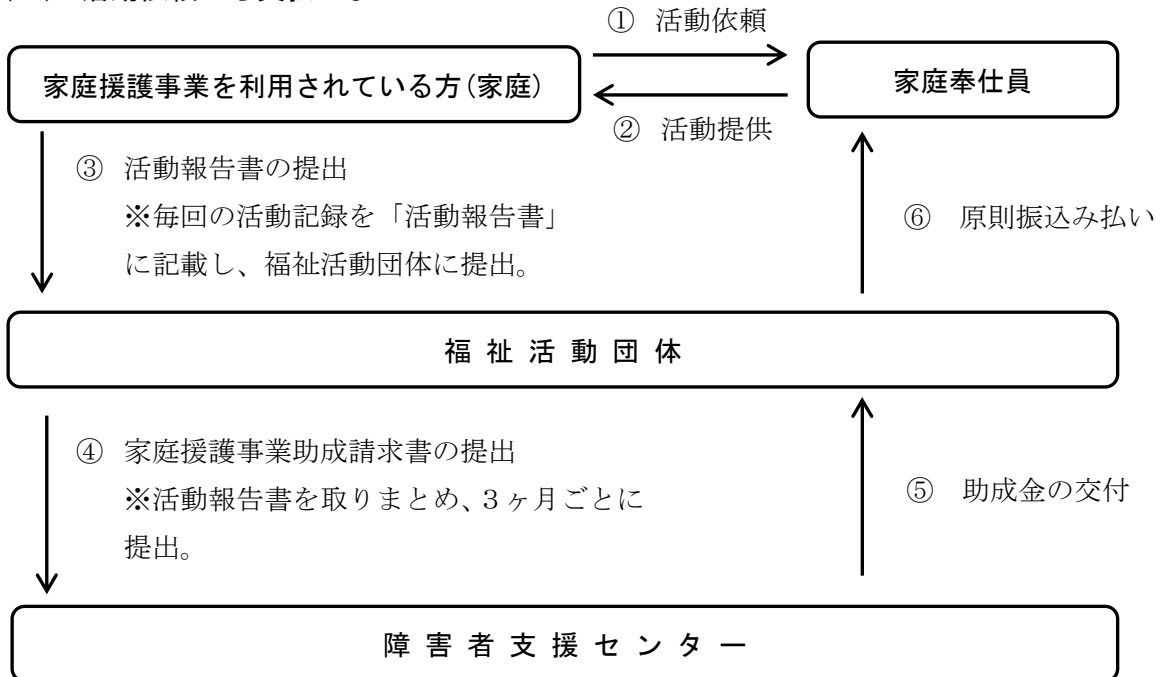 ① 活動依頼
家庭援護事業を利用されている方(家庭)
家庭奉仕員
② 活動提供
③ 活動報告書の提出
※毎回の活動記録を「活動報告書」
に記載し、福祉活動団体に提出。
⑥ 原則振込み払い
福 祉 活 動 団 体
④ 家庭援護事業助成請求書の提出
※活動報告書を取りまとめ、3ヶ月ごとに
提出。
⑤ 助成金の交付
障 害 者 支 援 セ ン タ ー